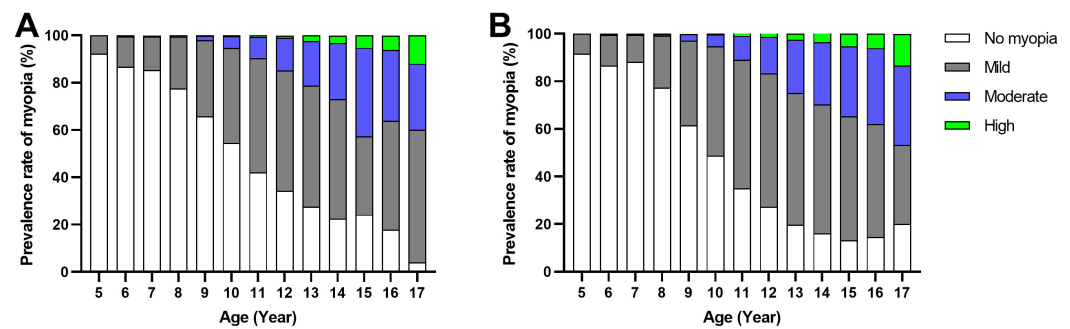 A
Prevalence rate of myopia (%)
100
80
60
40
20
0
5 6 7 8 9 10 11 12 13 14 15 16 17
Age (Year)
B
Prevalence rate of myopia (%)
100
80
60
40
20
0
5 6 7 8 9 10 11 12 13 14 15 16 17
Age (Year)
No myopia
Mild
Moderate
High